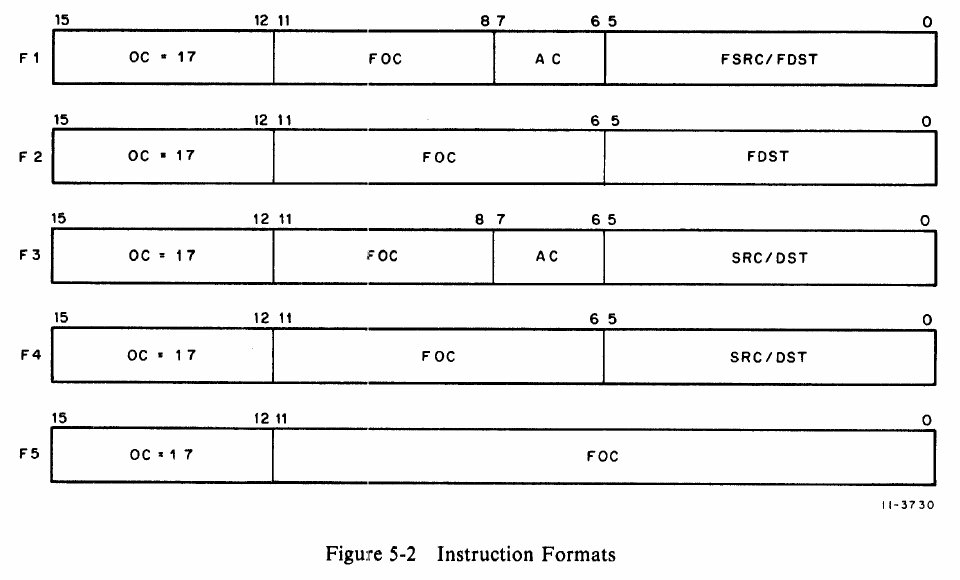 15 12 11 8 7 6 5 0
F1 OC = 17 FOC AC FSRC/FDST
15 12 11 6 5 0
F2 OC = 17 FOC FDST
15 12 11 8 7 6 5 0
F3 OC = 17 FOC AC SRC/DST
15 12 11 6 5 0
F4 OC = 17 FOC SRC/DST
15 12 11 0
F5 OC = 17 FOC
11-3730
Figure 5-2 Instruction Formats